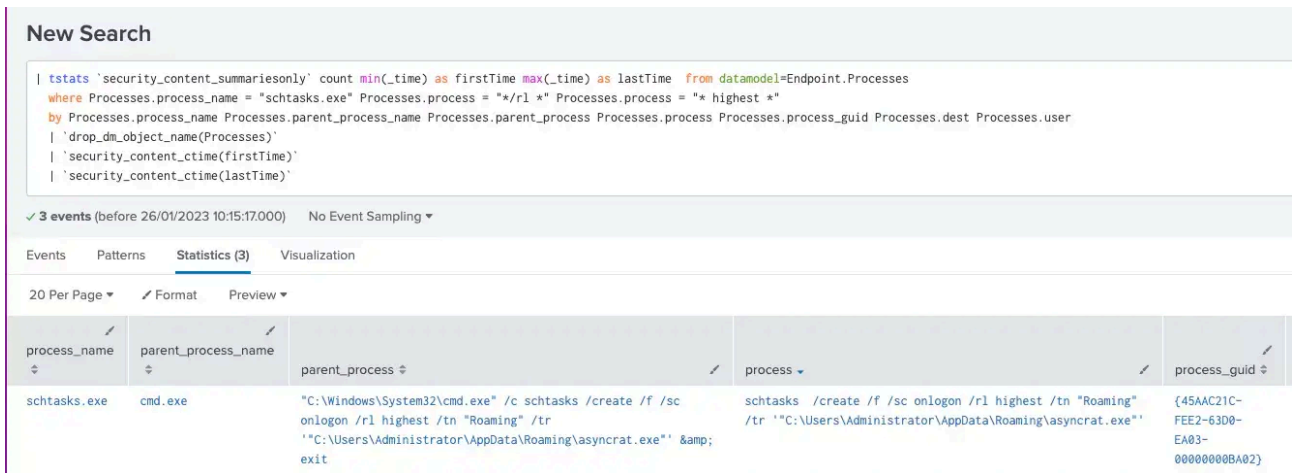 New Search
| tstats `security_content_summariesonly` count min(_time) as firstTime max(_time) as lastTime  from datamodel=Endpoint.Processes
where Processes.process_name = "schtasks.exe" Processes.process = "*/rl *" Processes.process = "* highest *"
by Processes.process_name Processes.parent_process_name Processes.parent_process Processes.process Processes.process_guid Processes.dest Processes.user
| `drop_dm_object_name(Processes)`
| `security_content_ctime(firstTime)`
| `security_content_ctime(lastTime)`
✓ 3 events (before 26/01/2023 10:15:17.000) No Event Sampling
Events Patterns Statistics (3) Visualization
20 Per Page Format Preview
process_name parent_process_name parent_process process process_guid
schtasks.exe cmd.exe "C:\Windows\System32\cmd.exe" /c schtasks /create /f /sc schtasks  /create /f /sc onlogon /rl highest /tn "Roaming" {45AAC21C-
onlogon /rl highest /tn "Roaming" /tr /tr '"C:\Users\Administrator\AppData\Roaming\asyncrat.exe"' FEE2-63D0-
'"C:\Users\Administrator\AppData\Roaming\asyncrat.exe"' &amp; EA03-
exit 00000000BA02}